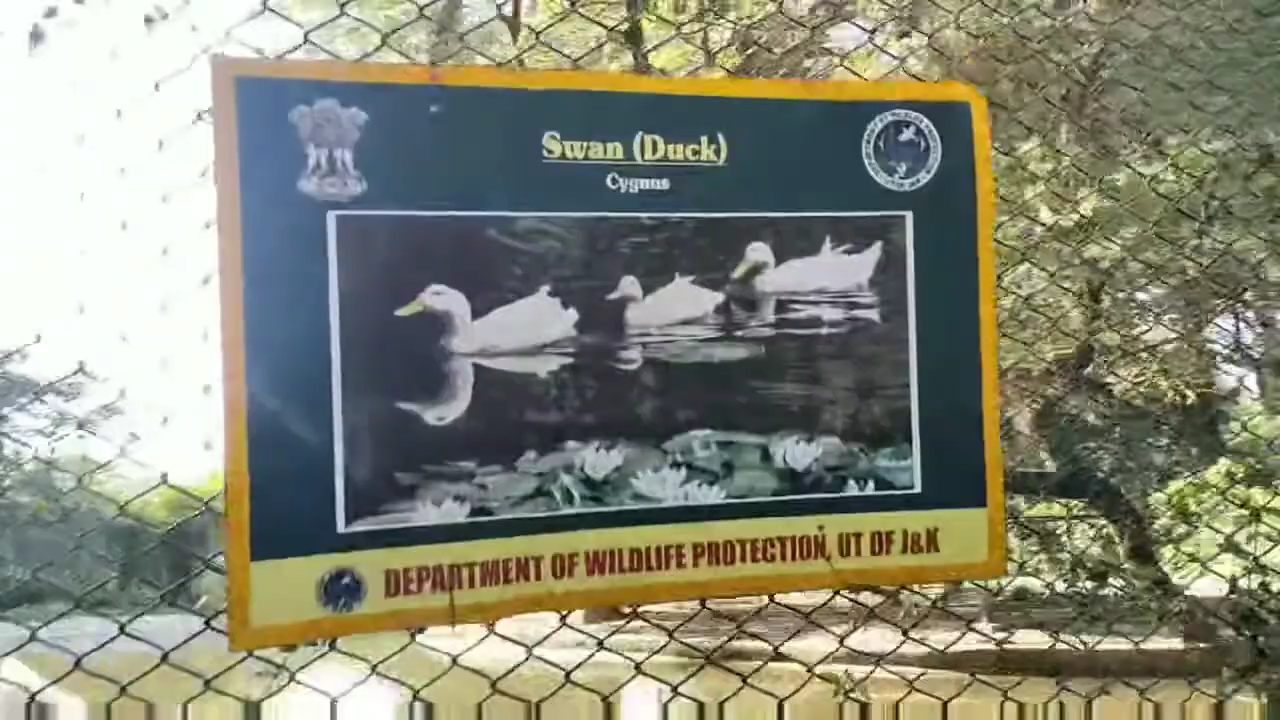 Swan (Duck)
Cygnus
DEPARTMENT OF WILDLIFE PROTECTION, UT OF J&K